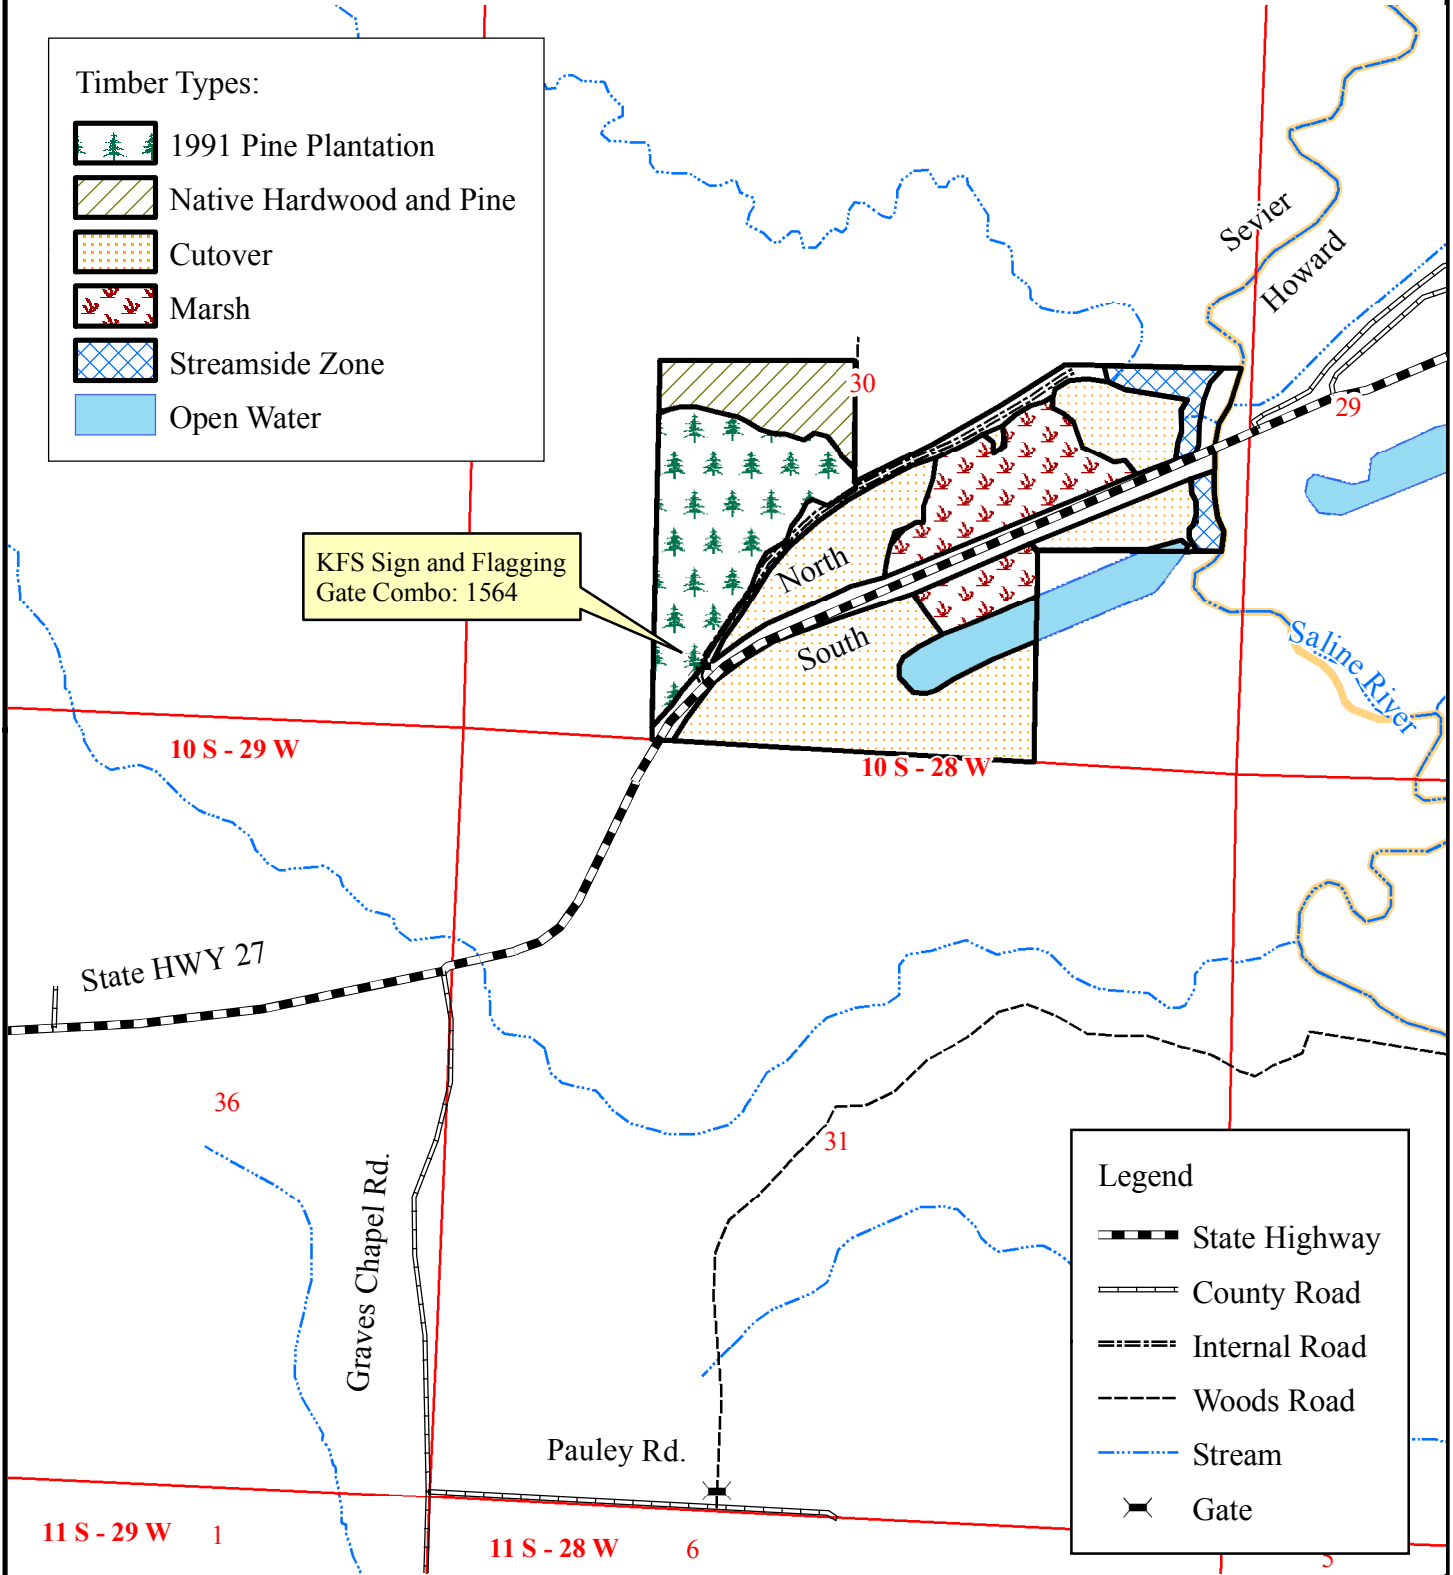 Timber Types:
1991 Pine Plantation
Native Hardwood and Pine
Cutover
Marsh
Streamside Zone
Open Water
Sevier
Howard
30
29
KFS Sign and Flagging
Gate Combo: 1564
North
South
Saline River
10 S - 29 W
10 S - 28 W
State HWY 27
36
31
Graves Chapel Rd.
Pauley Rd.
11 S - 29 W
1
11 S - 28 W
6
5
Legend
State Highway
County Road
Internal Road
Woods Road
Stream
Gate